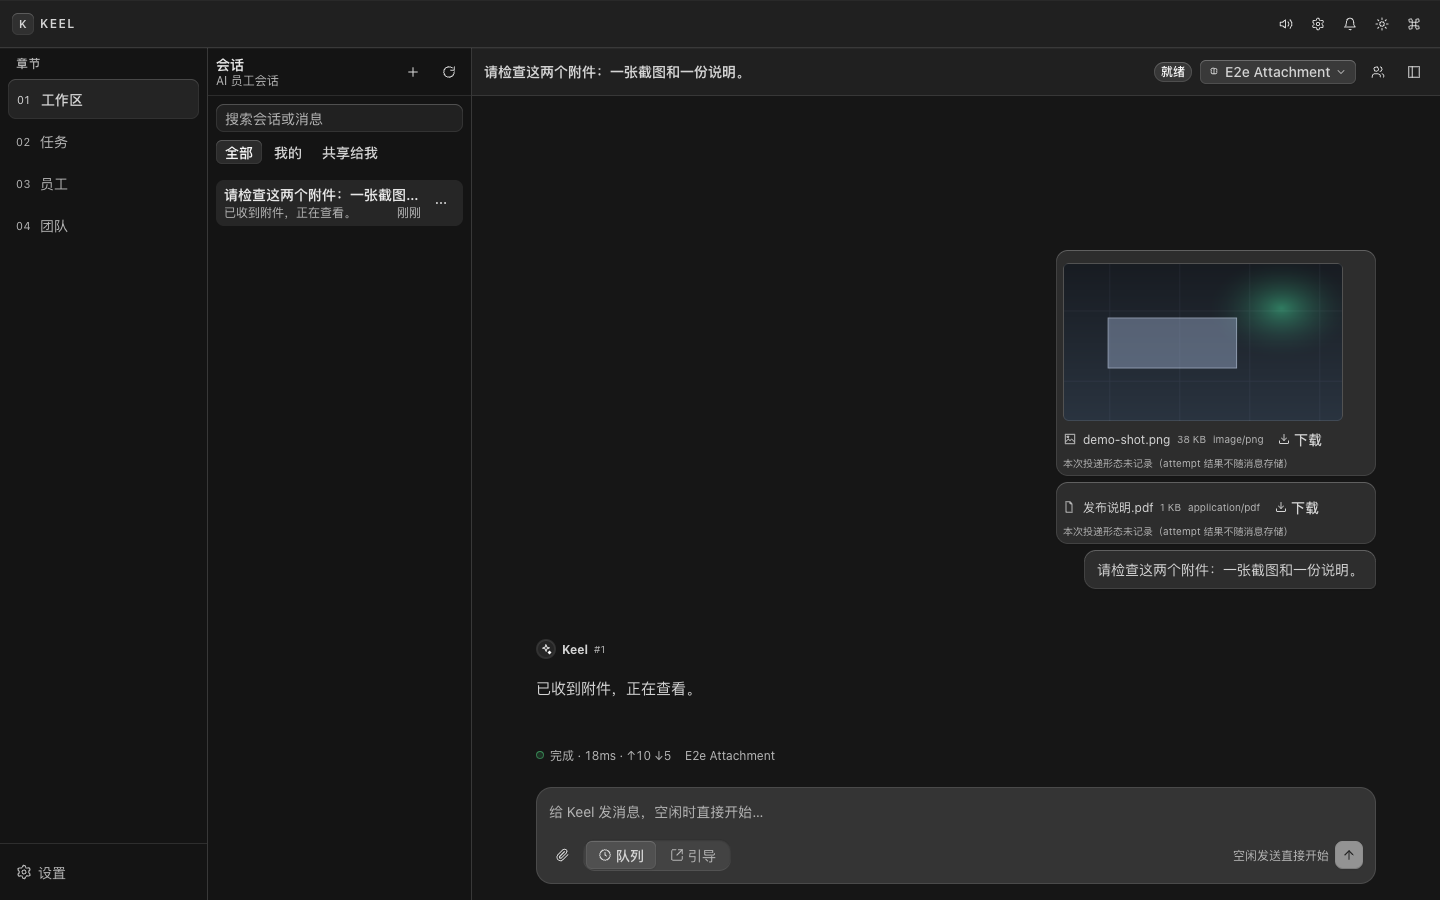 K KEEL
章节
01 工作区
02 任务
03 员工
04 团队
设置
会话
AI 员工会话
搜索会话或消息
全部 我的 共享给我
请检查这两个附件：一张截图...
已收到附件，正在查看。 刚刚
请检查这两个附件：一张截图和一份说明。
就绪 E2e Attachment
demo-shot.png 38 KB image/png 下载
本次投递形态未记录（attempt 结果不随消息存储）
发布说明.pdf 1 KB application/pdf 下载
本次投递形态未记录（attempt 结果不随消息存储）
请检查这两个附件：一张截图和一份说明。
Keel #1
已收到附件，正在查看。
完成 · 18ms · ↑10 ↓5 E2e Attachment
给 Keel 发消息，空闲时直接开始...
队列 引导
空闲发送直接开始